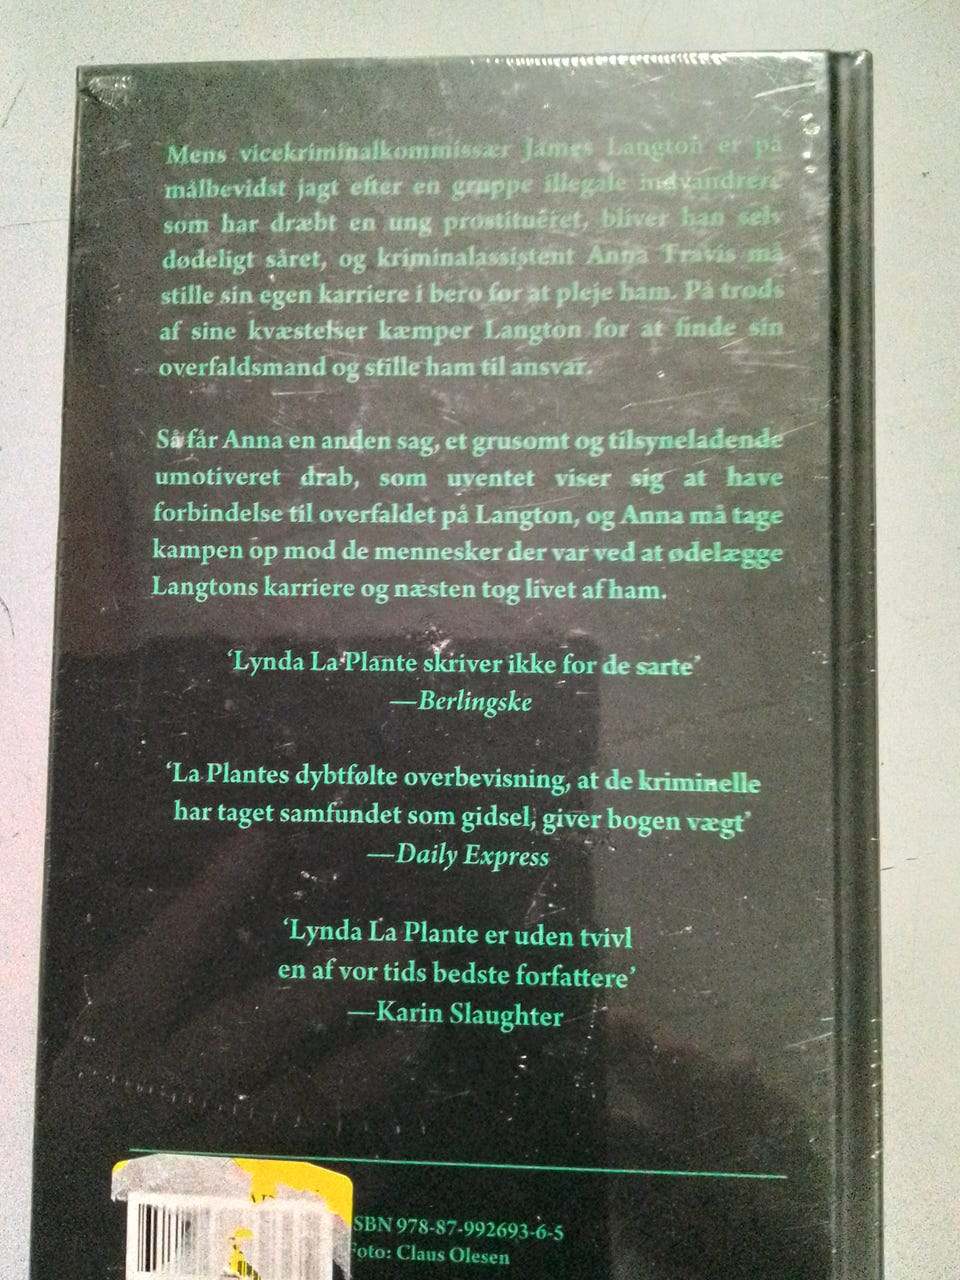 Mens vicekriminalkommissær James Langton er på
målbevidst jagt efter en gruppe illegale indvandrere
som har dræbt en ung prostitueret, bliver han selv
dødeligt såret, og kriminalassistent Anna Travis må
stille sin egen karriere i bero for at pleje ham. På trods
af sine kvæstelser kæmper Langton for at finde sin
overfaldsmand og stille ham til ansvar.
Så får Anna en anden sag, et grusomt og tilsyneladende
umotiveret drab, som uventet viser sig at have
forbindelse til overfaldet på Langton, og Anna må tage
kampen op mod de mennesker der var ved at ødelægge
Langtons karriere og næsten tog livet af ham.
‘Lynda La Plante skriver ikke for de sarte’
—Berlingske
‘La Plantes dybtfølte overbevisning, at de kriminelle
har taget samfundet som gidsel, giver bogen vægt’
—Daily Express
‘Lynda La Plante er uden tvivl
en af vor tids bedste forfattere’
—Karin Slaughter
SBN 978-87-992693-6-5
Foto: Claus Olesen